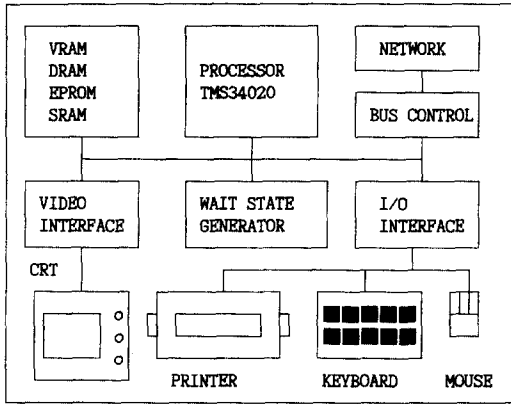 VRAM
DRAM
EPROM
SRAM
PROCESSOR
TMS34020
NETWORK
BUS CONTROL
VIDEO
INTERFACE
WAIT STATE
GENERATOR
I/O
INTERFACE
CRT
PRINTER
KEYBOARD
MOUSE